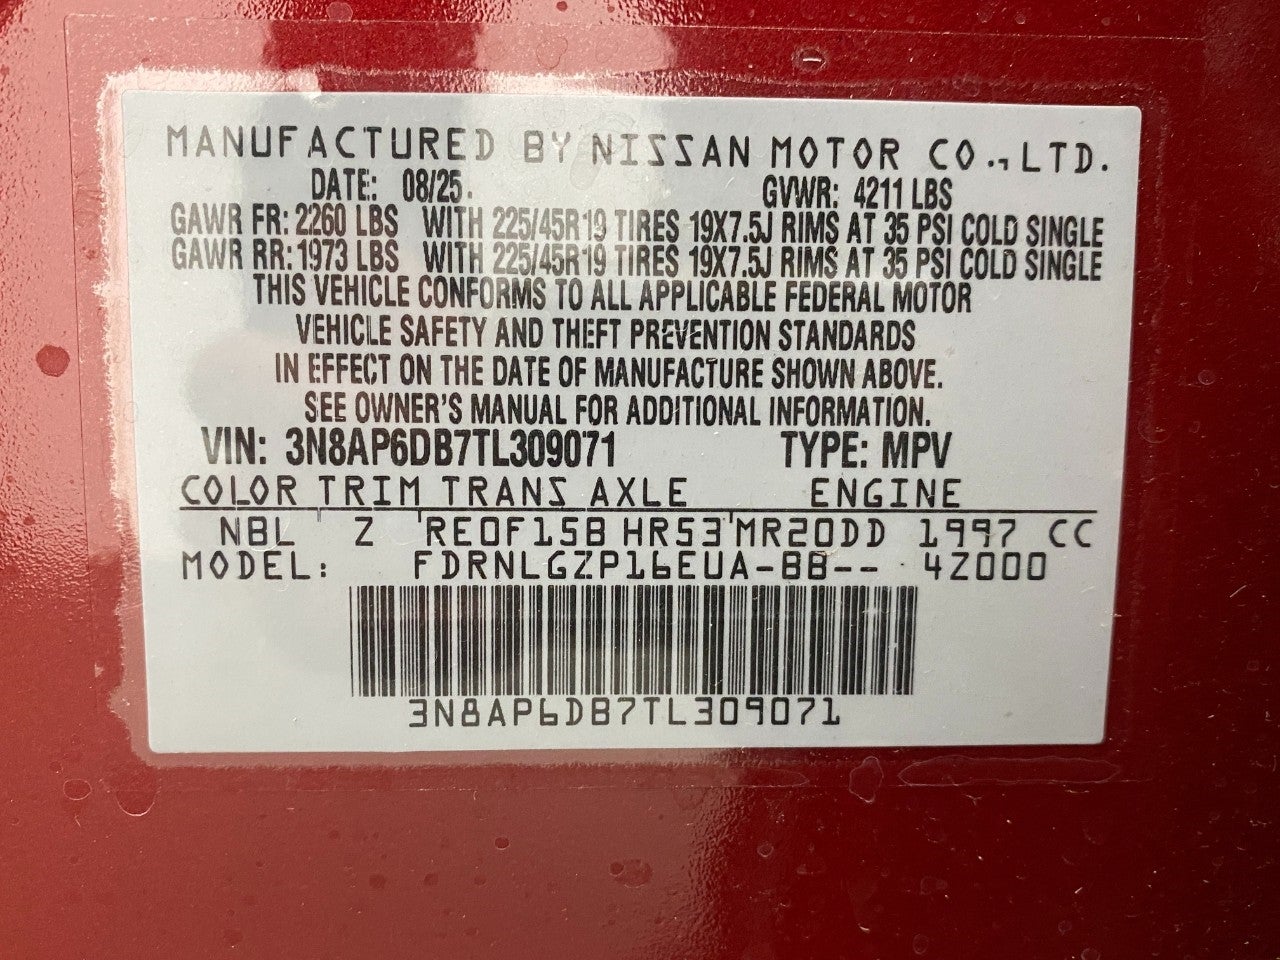 MANUFACTURED BY NISSAN MOTOR CO., LTD.
DATE: 08/25. GVWR: 4211 LBS
GAWR FR: 2260 LBS WITH 225/45R19 TIRES 19X7.5J RIMS AT 35 PSI COLD SINGLE
GAWR RR: 1973 LBS WITH 225/45R19 TIRES 19X7.5J RIMS AT 35 PSI COLD SINGLE
THIS VEHICLE CONFORMS TO ALL APPLICABLE FEDERAL MOTOR
VEHICLE SAFETY AND THEFT PREVENTION STANDARDS
IN EFFECT ON THE DATE OF MANUFACTURE SHOWN ABOVE.
SEE OWNER'S MANUAL FOR ADDITIONAL INFORMATION.
VIN: 3N8AP6DB7TL309071 TYPE: MPV
COLOR TRIM TRANS AXLE ENGINE
NBL Z RE0F15B HR53 MR20DD 1997 CC
MODEL: FDRNLGZP16EUA-BB-- 4Z000
3N8AP6DB7TL309071